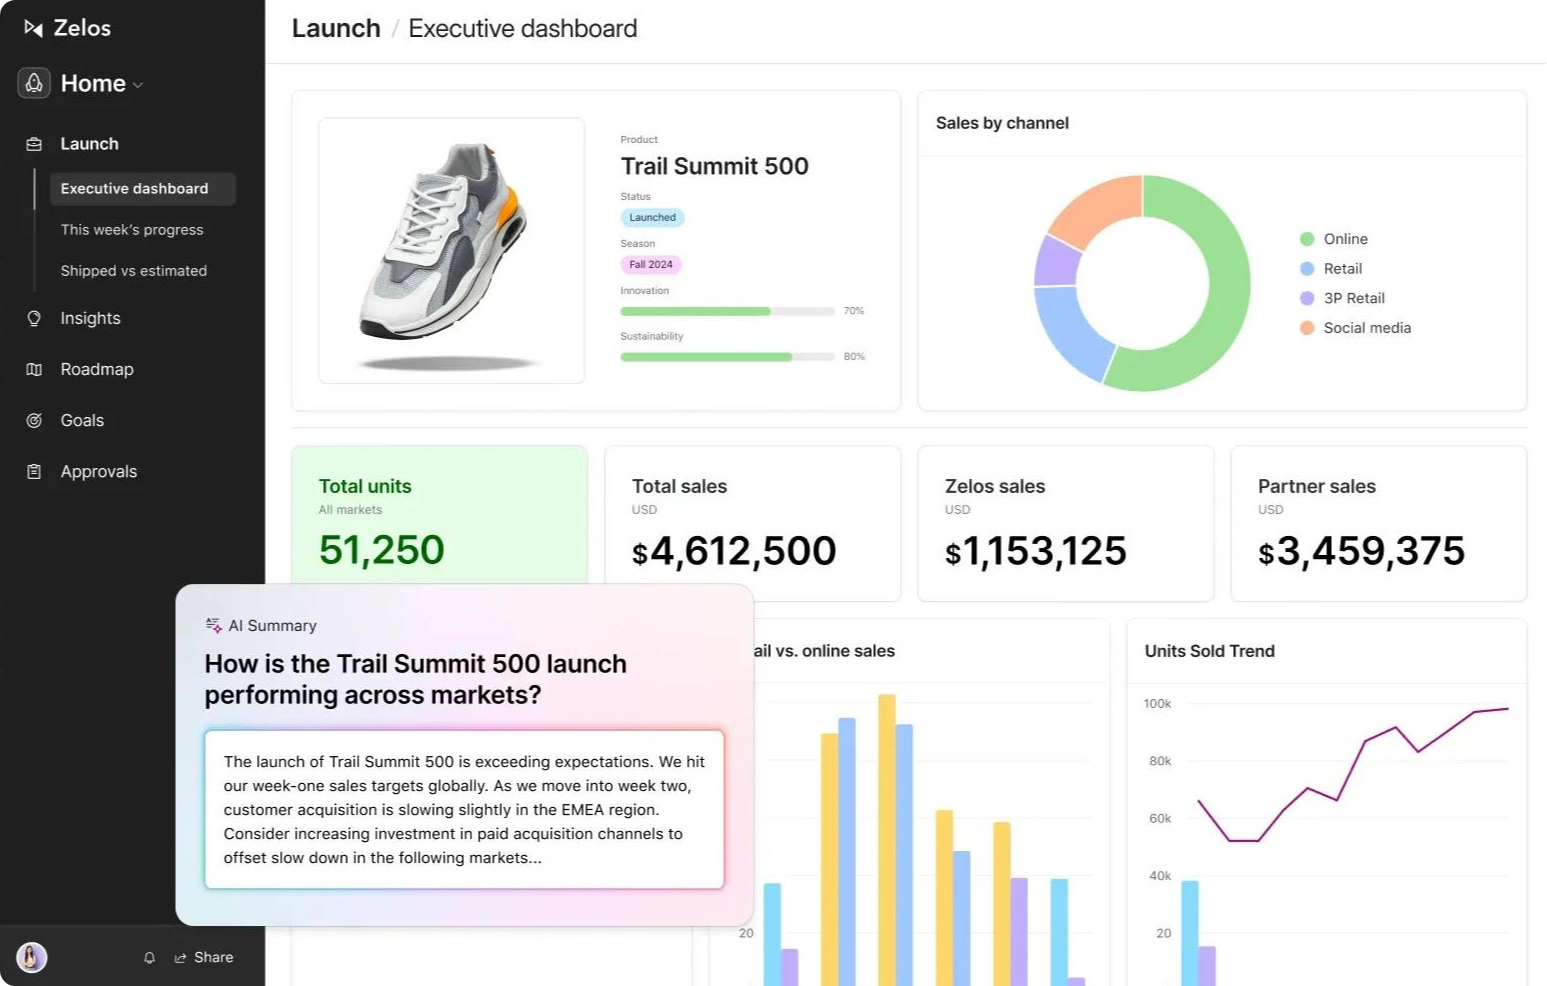 Zelos
Home
Launch
Executive dashboard
This week's progress
Shipped vs estimated
Insights
Roadmap
Goals
Approvals
Share
Launch / Executive dashboard
Product
Trail Summit 500
Status
Launched
Season
Fall 2024
Innovation
70%
Sustainability
80%
Sales by channel
Online
Retail
3P Retail
Social media
Total units
All markets
51,250
Total sales
USD
$4,612,500
Zelos sales
USD
$1,153,125
Partner sales
USD
$3,459,375
AI Summary
How is the Trail Summit 500 launch
performing across markets?
The launch of Trail Summit 500 is exceeding expectations. We hit
our week-one sales targets globally. As we move into week two,
customer acquisition is slowing slightly in the EMEA region.
Consider increasing investment in paid acquisition channels to
offset slow down in the following markets...
ail vs. online sales
20
Units Sold Trend
100k
80k
60k
40k
20